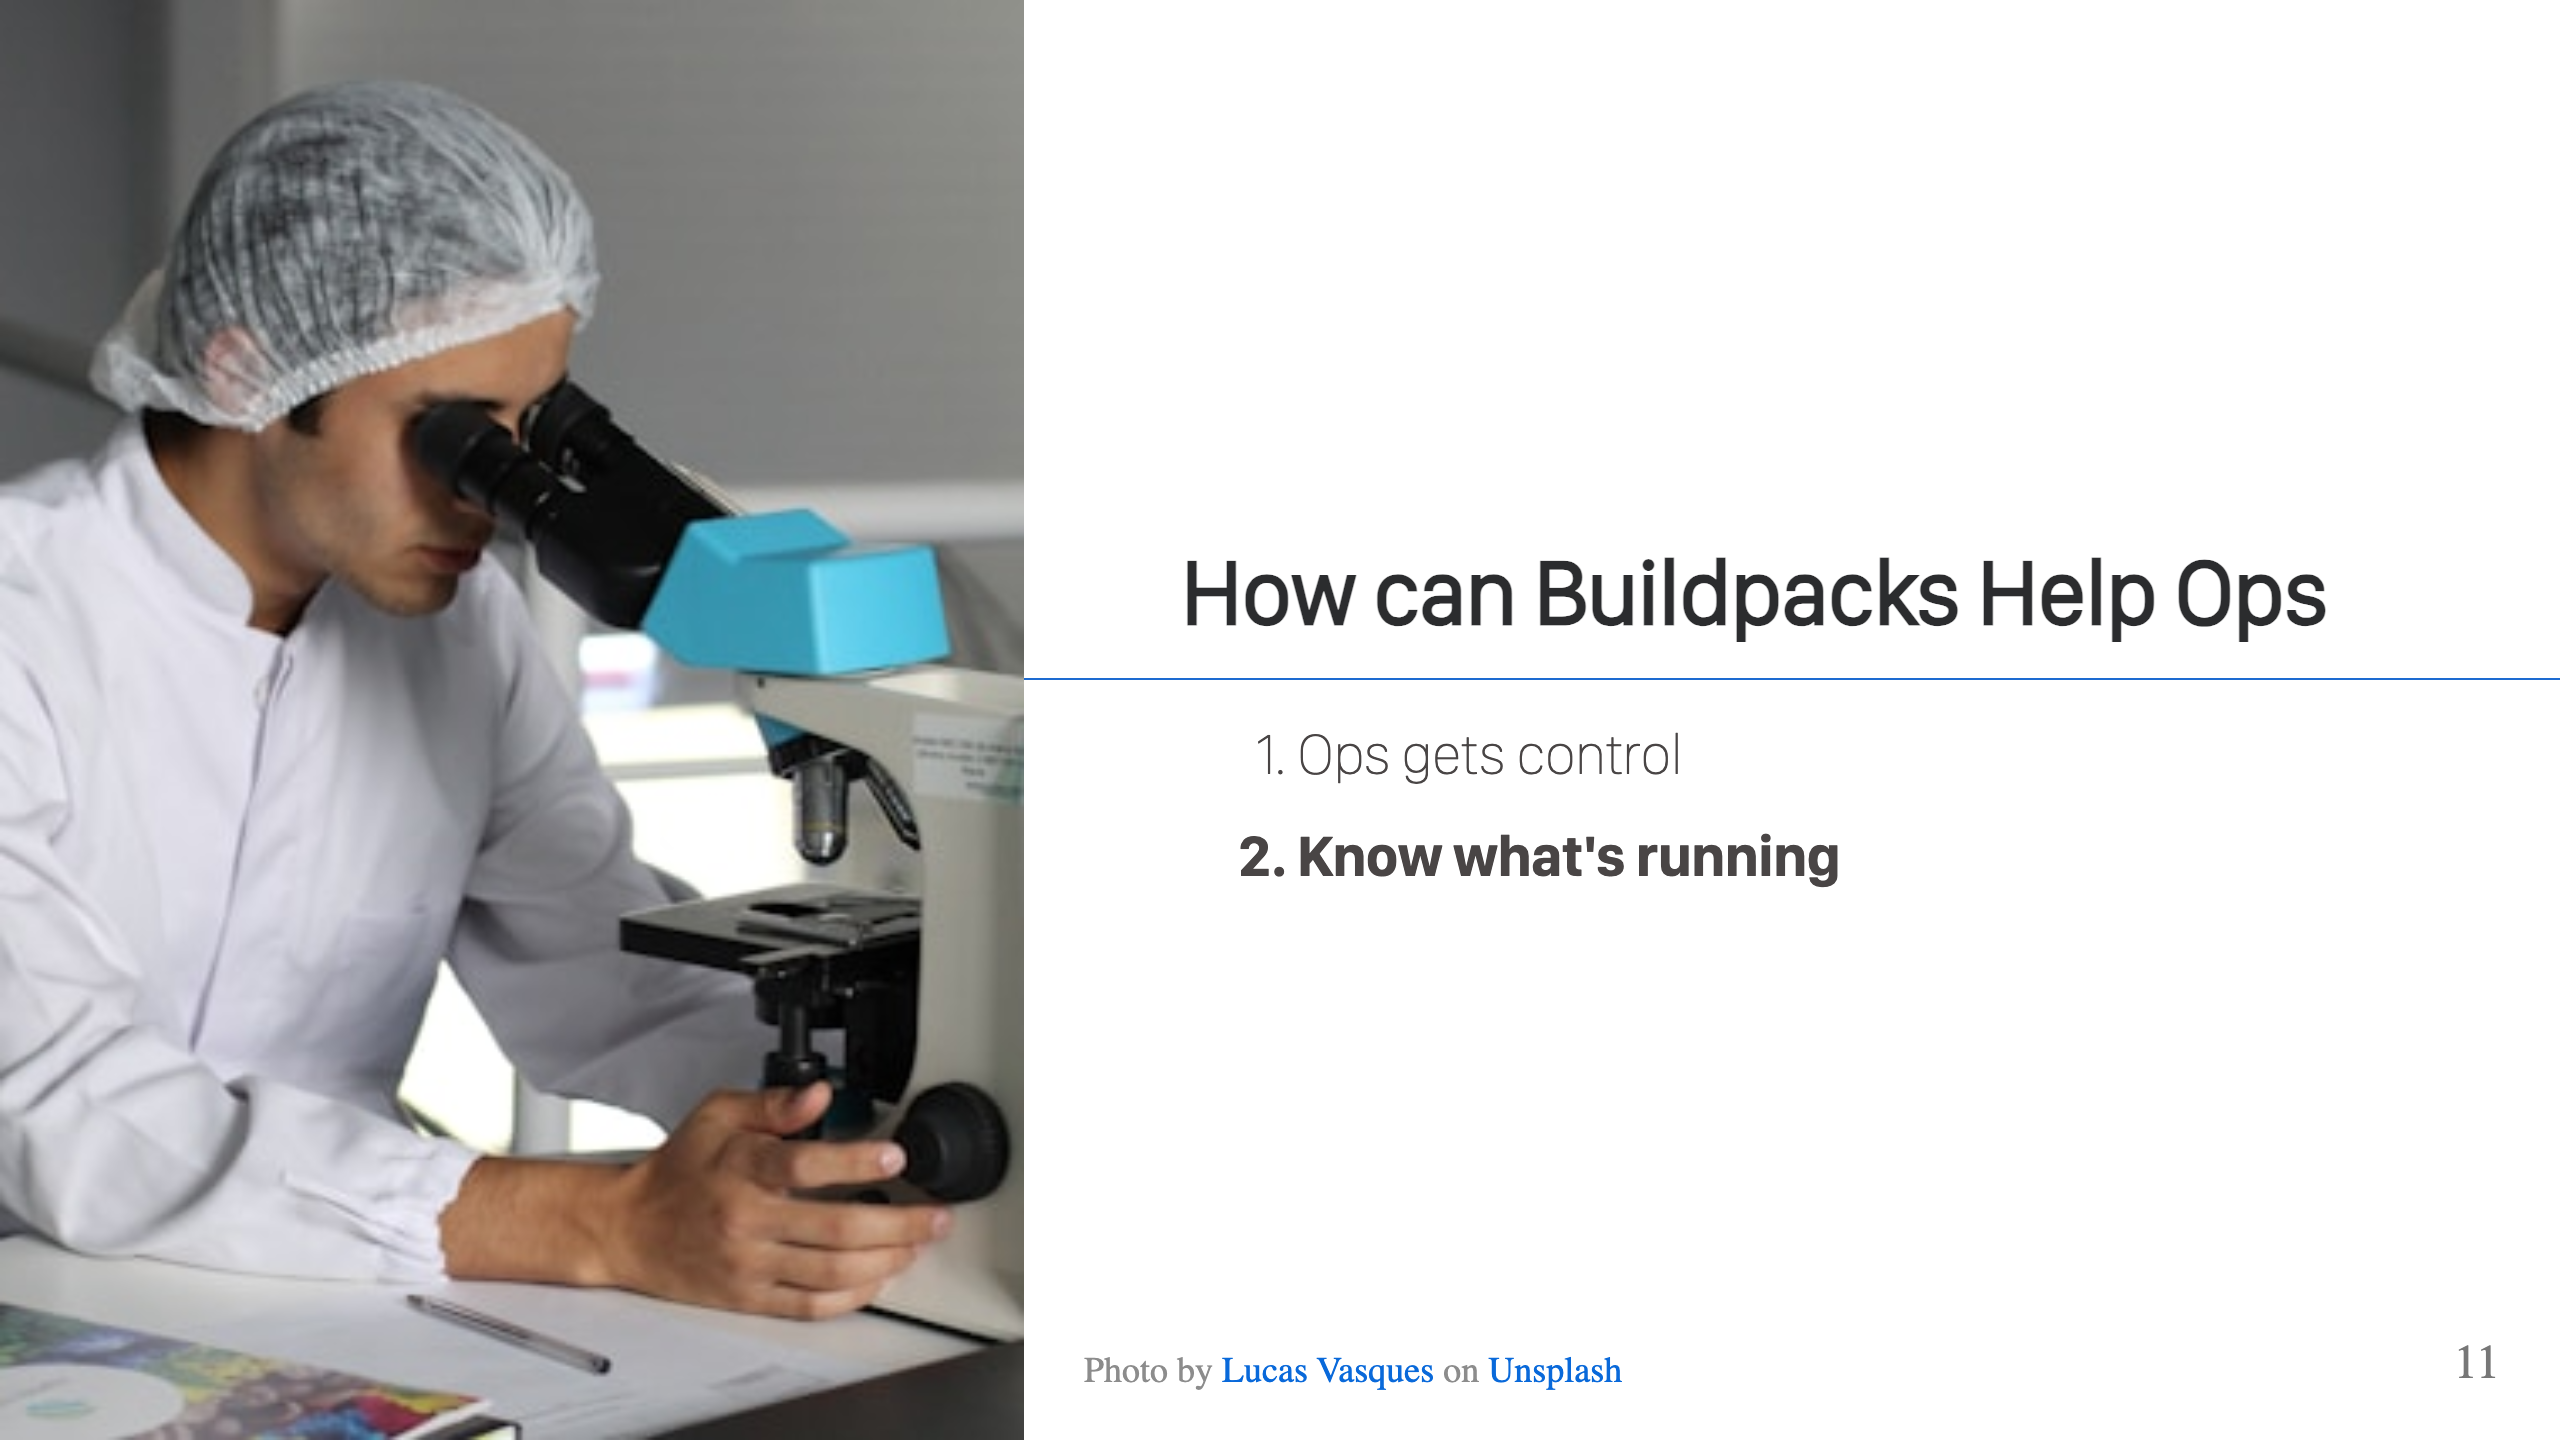 How can Buildpacks Help Ops
1. Ops gets control
2. Know what's running
Photo by Lucas Vasques on Unsplash
11